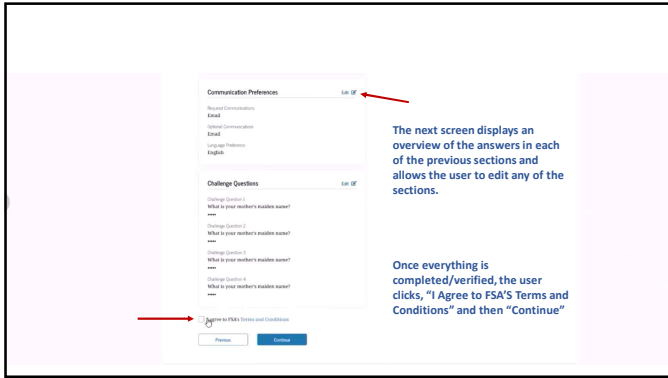 Communication Preferences Edit
Required Communications
Email
Optional Communications
Email
Language Preference
English
The next screen displays an
overview of the answers in each
of the previous sections and
allows the user to edit any of the
sections.
Challenge Questions Edit
Challenge Question 1
What is your mother's maiden name?
•••••
Challenge Question 2
What is your mother's maiden name?
•••••
Challenge Question 3
What is your mother's maiden name?
•••••
Challenge Question 4
What is your mother's maiden name?
•••••
Once everything is
completed/verified, the user
clicks, “I Agree to FSA’S Terms and
Conditions” and then “Continue”
I agree to FSA's Terms and Conditions
Previous Continue